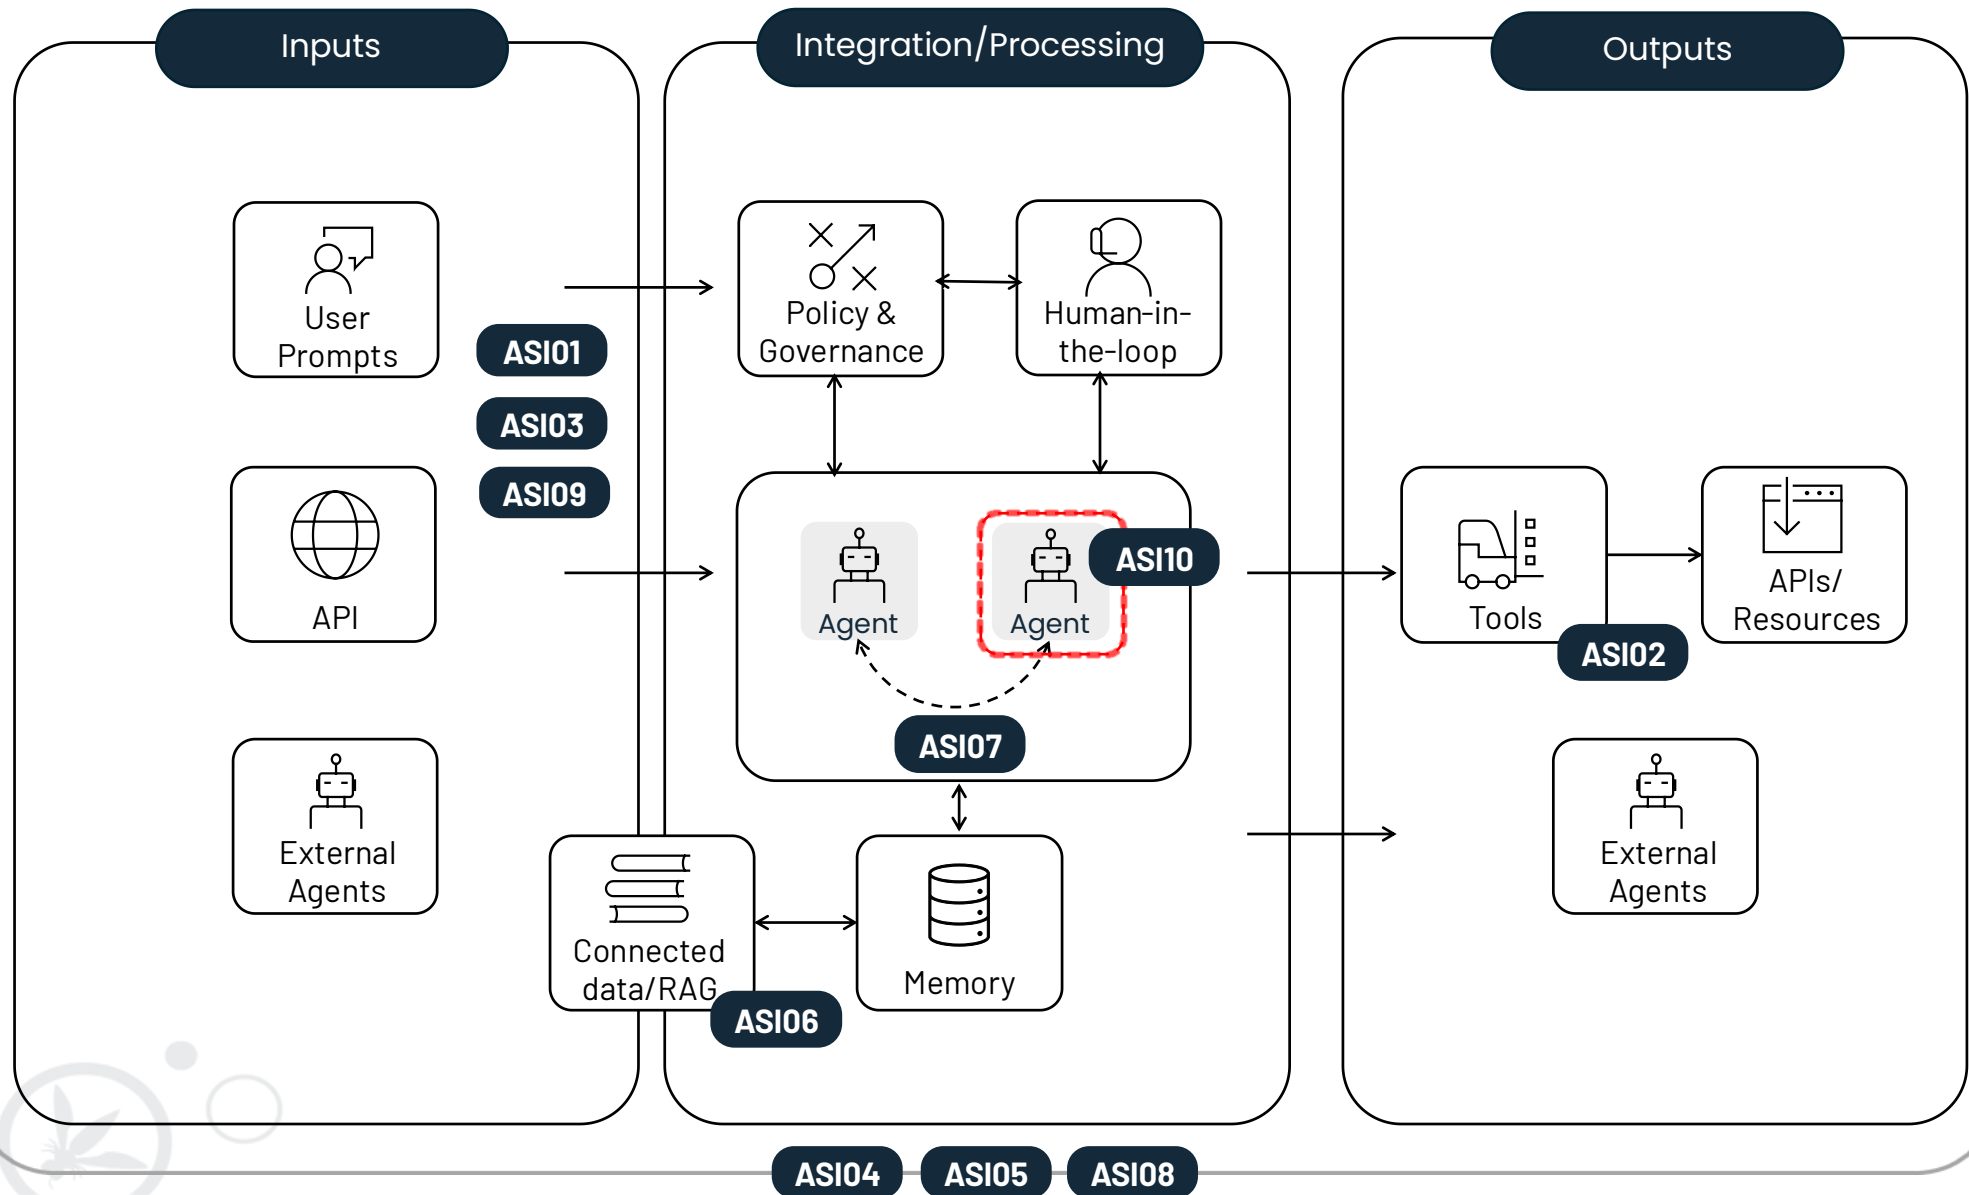 Inputs
User
Prompts
ASI01
ASI03
ASI09
API
External
Agents
Integration/Processing
Policy &
Governance
Human-in-
the-loop
Agent
Agent
ASI10
ASI07
Connected
data/RAG
ASI06
Memory
Outputs
Tools
ASI02
APIs/
Resources
External
Agents
ASI04
ASI05
ASI08